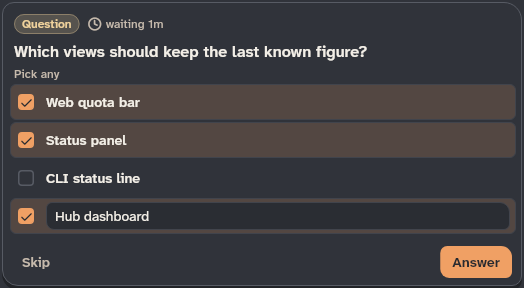 Question waiting 1m
Which views should keep the last known figure?
Pick any
Web quota bar
Status panel
CLI status line
Hub dashboard
Skip Answer